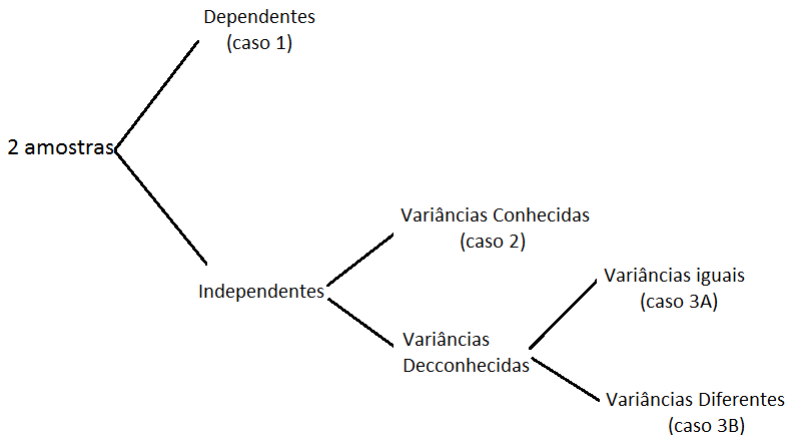 Dependentes
(caso 1)
2 amostras
Variâncias Conhecidas
(caso 2)
Independentes
Variâncias iguais
(caso 3A)
Variâncias
Decconhecidas
Variâncias Diferentes
(caso 3B)